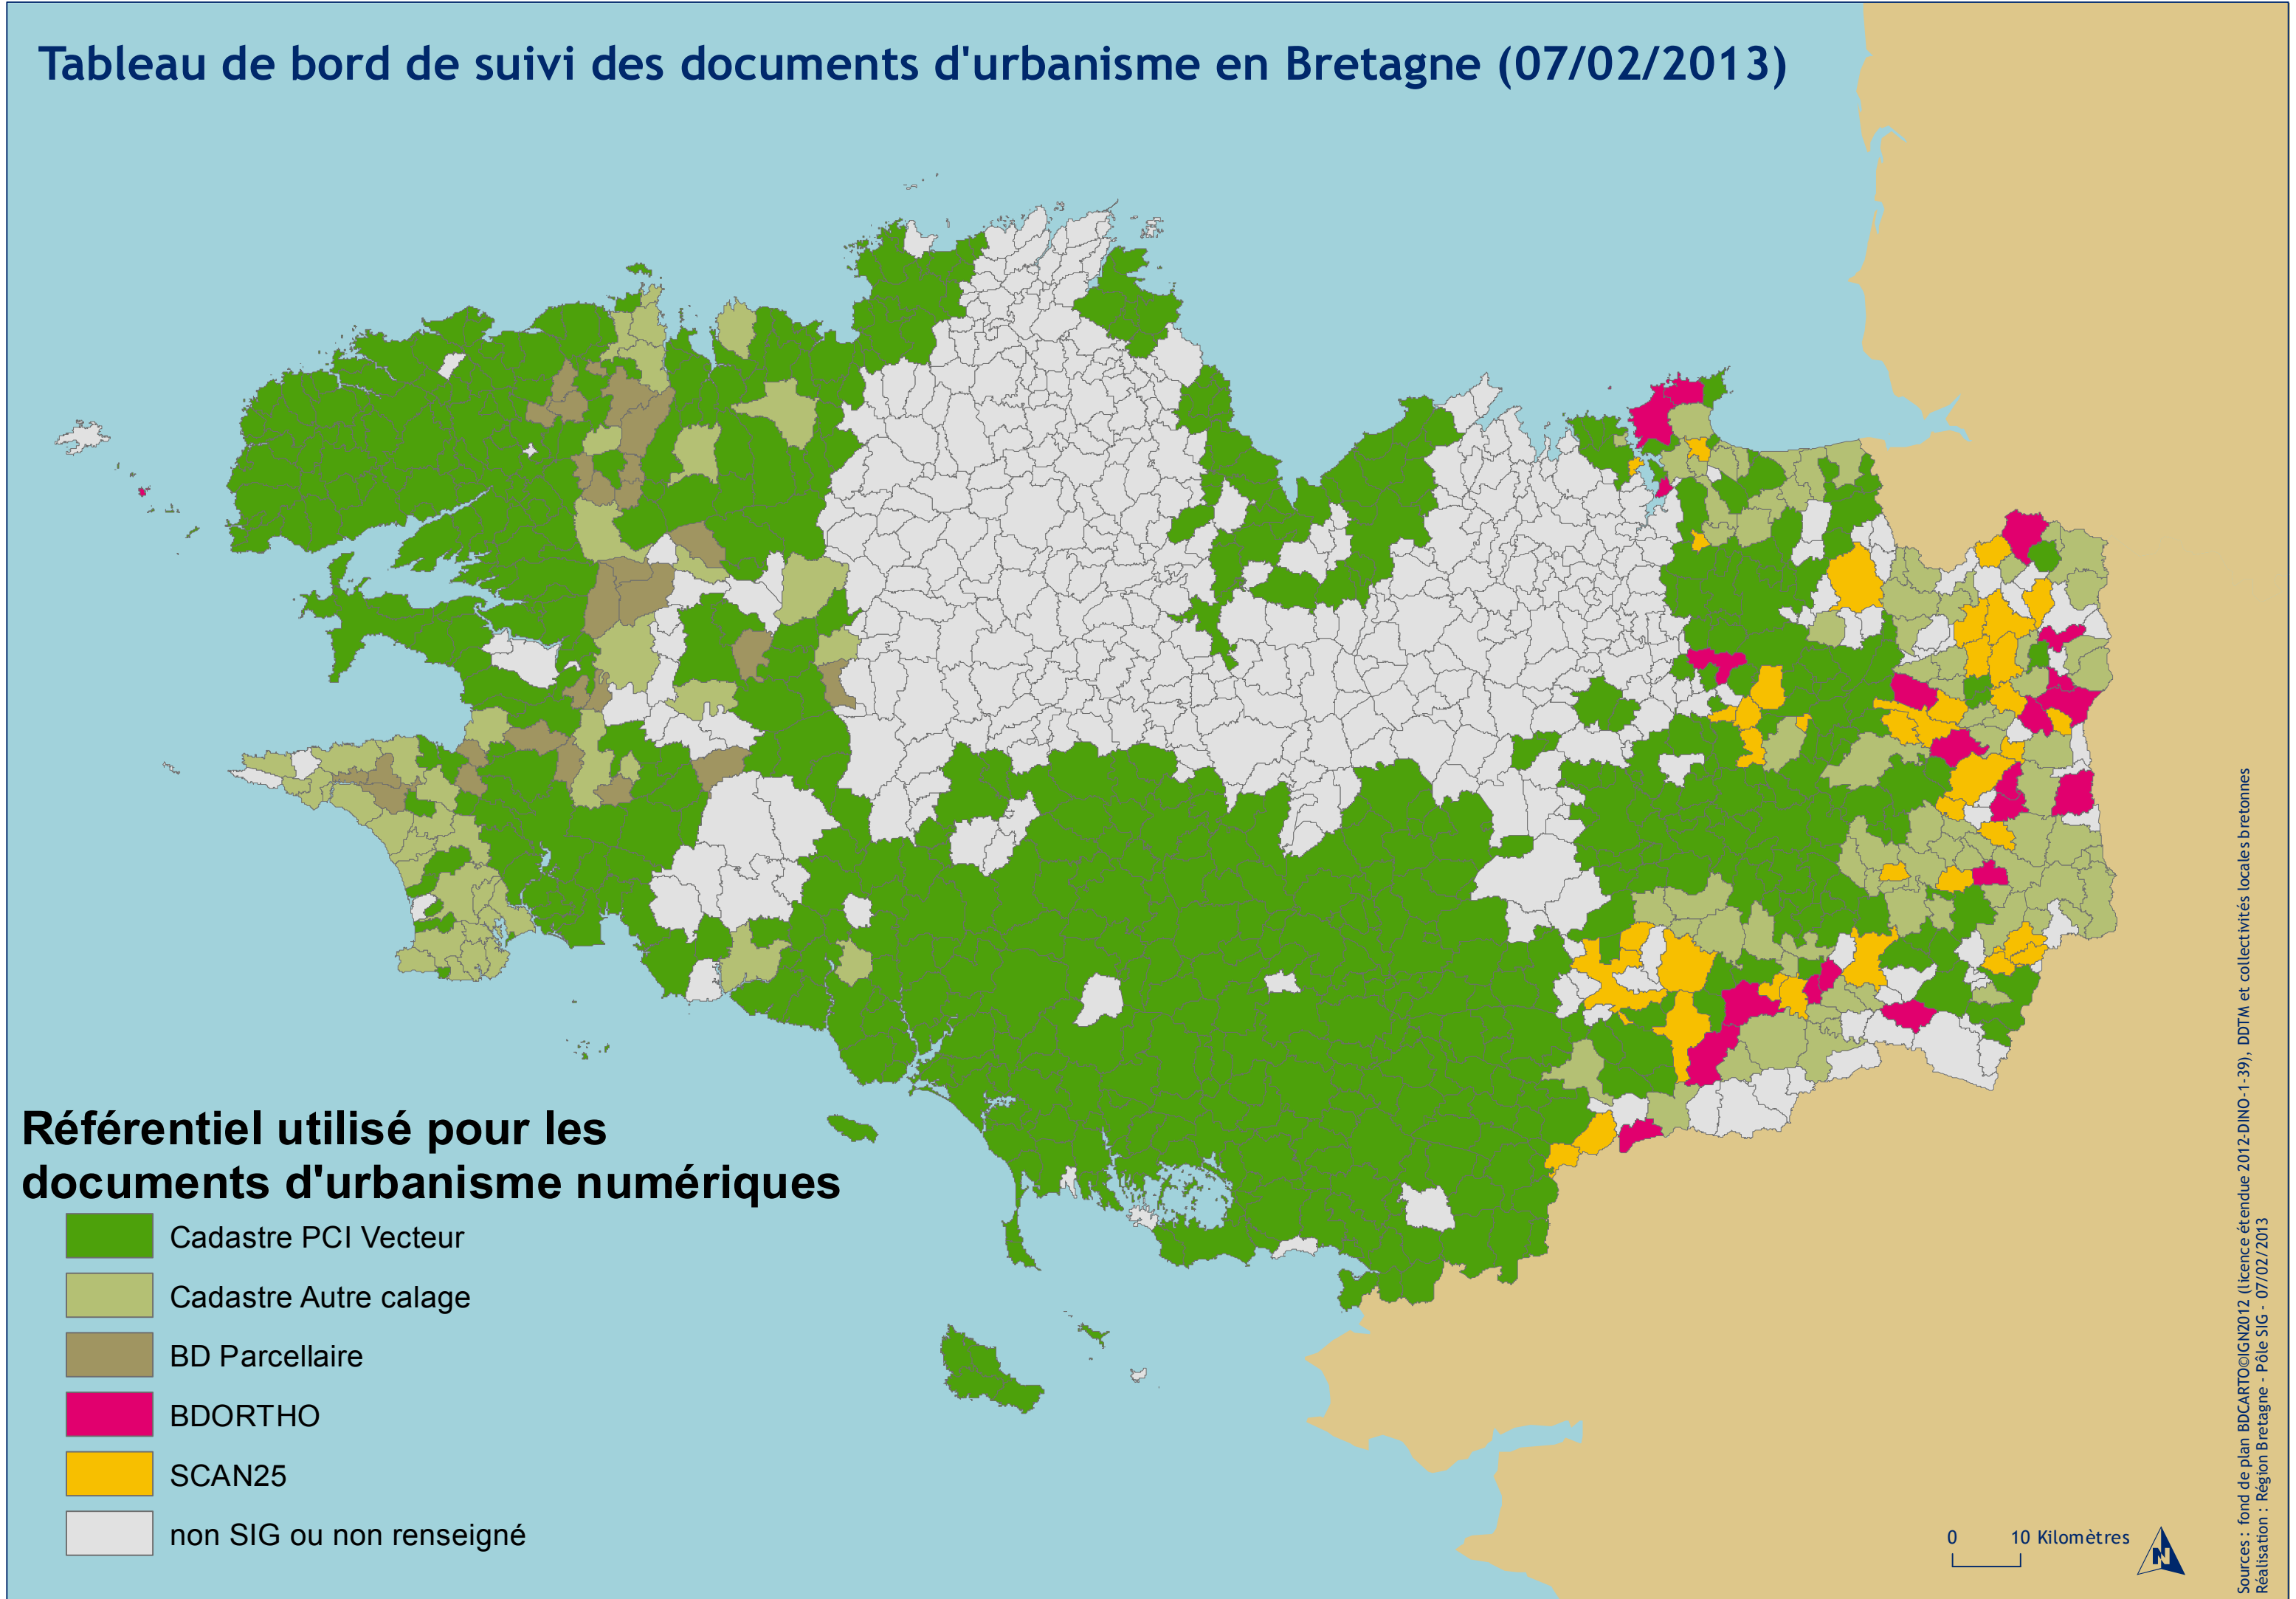 Tableau de bord de suivi des documents d'urbanisme en Bretagne (07/02/2013)
Référentiel utilisé pour les
documents d'urbanisme numériques
Cadastre PCI Vecteur
Cadastre Autre calage
BD Parcellaire
BDORTHO
SCAN25
non SIG ou non renseigné
0 10 Kilomètres
N
Sources : fond de plan BDCARTO©IGN2012 (licence étendue 2012-DINO-1-39), DDTM et collectivités locales bretonnes
Réalisation : Région Bretagne - Pôle SIG - 07/02/2013